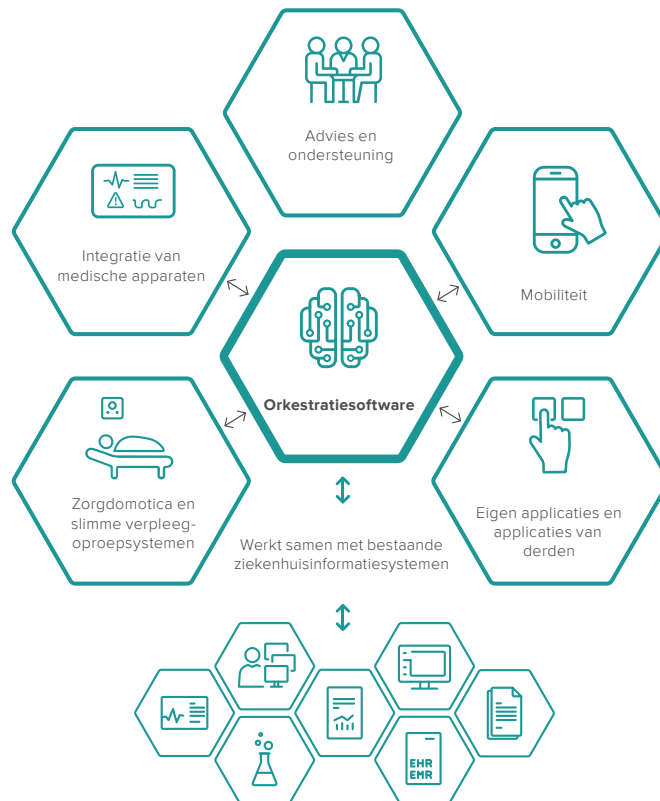 Advies en
ondersteuning
Integratie van
medische apparaten
Mobiliteit
Orkestratiesoftware
Zorgdomotica en
slimme verpleeg-
oproepsystemen
Eigen applicaties en
applicaties van
derden
Werkt samen met bestaande
ziekenhuisinformatiesystemen
EHR
EMR